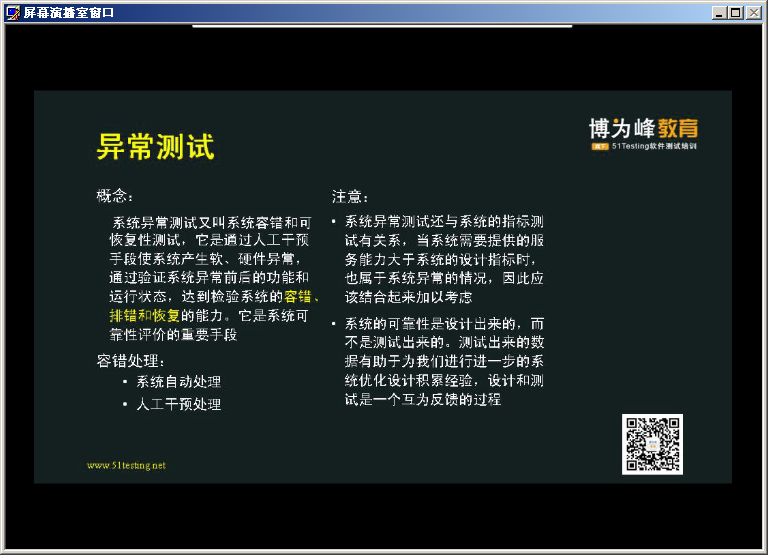 屏幕演播室窗口
博为峰教育
51Testing软件测试培训
异常测试
概念：
系统异常测试又叫系统容错和可
恢复性测试，它是通过人工干预
手段使系统产生软、硬件异常，
通过验证系统异常前后的功能和
运行状态，达到检验系统的容错、
排错和恢复的能力。它是系统可
靠性评价的重要手段
容错处理：
• 系统自动处理
• 人工干预处理
注意：
• 系统异常测试还与系统的指标测
试有关系，当系统需要提供的服
务能力大于系统的设计指标时，
也属于系统异常的情况，因此应
该结合起来加以考虑
• 系统的可靠性是设计出来的，而
不是测试出来的。测试出来的数
据有助于为我们进行进一步的系
统优化设计积累经验，设计和测
试是一个互为反馈的过程
www.51testing.net